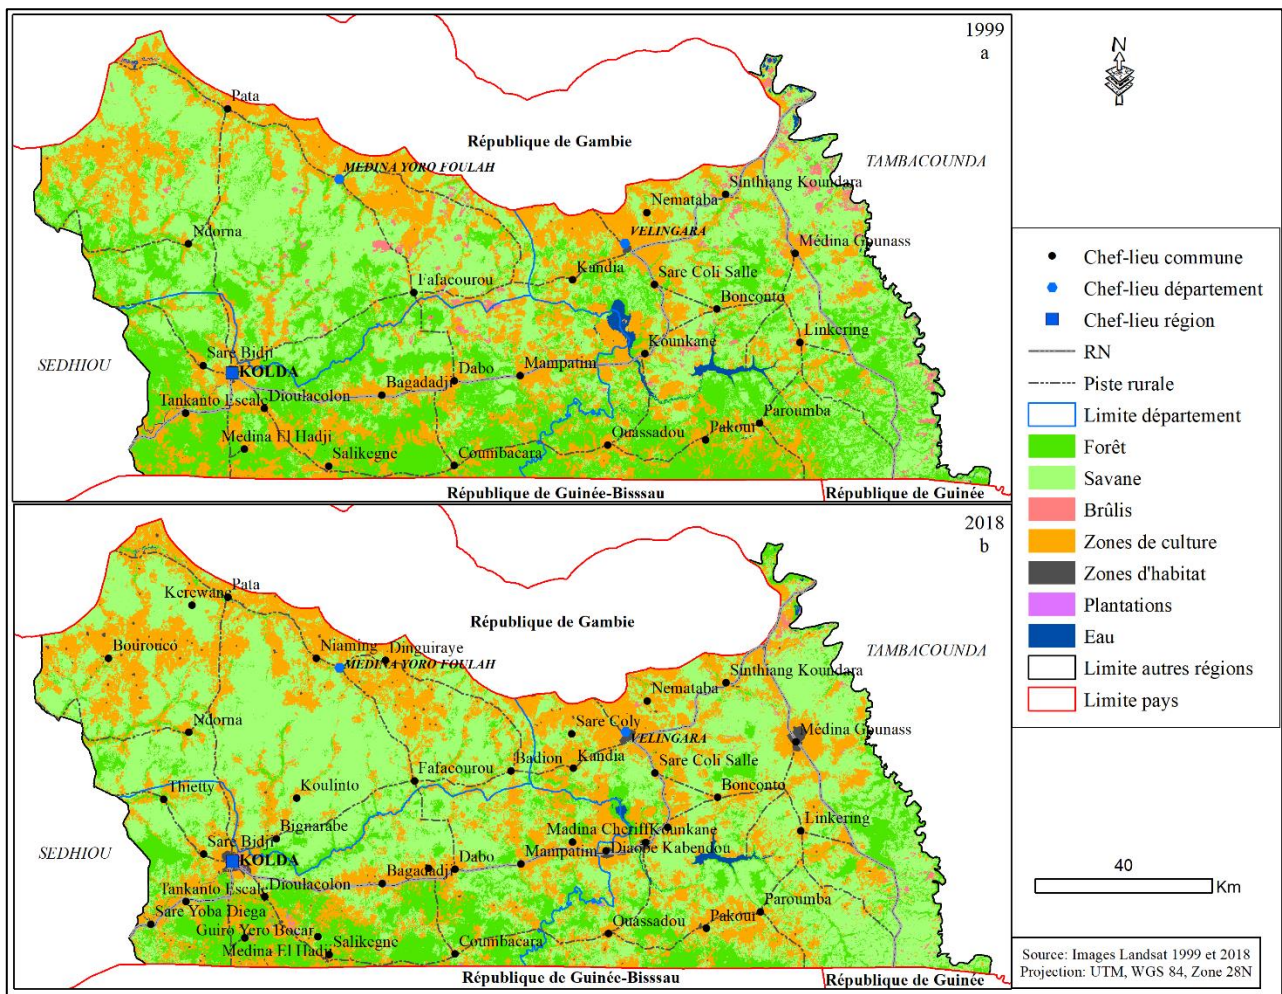 1999
a
Pata
République de Gambie
TAMBACOUNDA
MEDINA YORO FOULAH
Sinthiang Koundara
Nemataba
Ndorna
VELINGARA
Médina Gounass
Kandia
Sare Coli Salle
Fafacourou
Bonconto
Linkering
Kounkane
SEDHIOU
Sare Bidji
KOLDA
Mampatim
Dabo
Bagadadji
Tankanto Escale
Dioulacolon
Paroumba
Pakour
Ouassadou
Medina El Hadji
Salikegne
Coumbacara
République de Guinée-Bisssau
République de Guinée
2018
b
Kerewang
Pata
République de Gambie
TAMBACOUNDA
Bourouco
Niaming
Dinguiraye
MEDINA YORO FOULAH
Sinthiang Koundara
Nemataba
Ndorna
Sare Coly
VELINGARA
Médina Gounass
Badion
Kandia
Sare Coli Salle
Fafacourou
Thietty
Koulinto
Bonconto
Bignarabe
Madina Cheriff
Kounkane
Linkering
Diaobe Kabendou
SEDHIOU
Sare Bidji
KOLDA
Mampatim
Dabo
Bagadadji
Tankanto Escale
Dioulacolon
Paroumba
Sare Yoba Diega
Pakour
Ouassadou
Guiro Yero Bocar
Salikegne
Coumbacara
Medina El Hadji
République de Guinée-Bissau
République de Guinée
N
Chef-lieu commune
Chef-lieu département
Chef-lieu région
RN
Piste rurale
Limite département
Forêt
Savane
Brûlis
Zones de culture
Zones d'habitat
Plantations
Eau
Limite autres régions
Limite pays
40
Km
Source: Images Landsat 1999 et 2018
Projection: UTM, WGS 84, Zone 28N